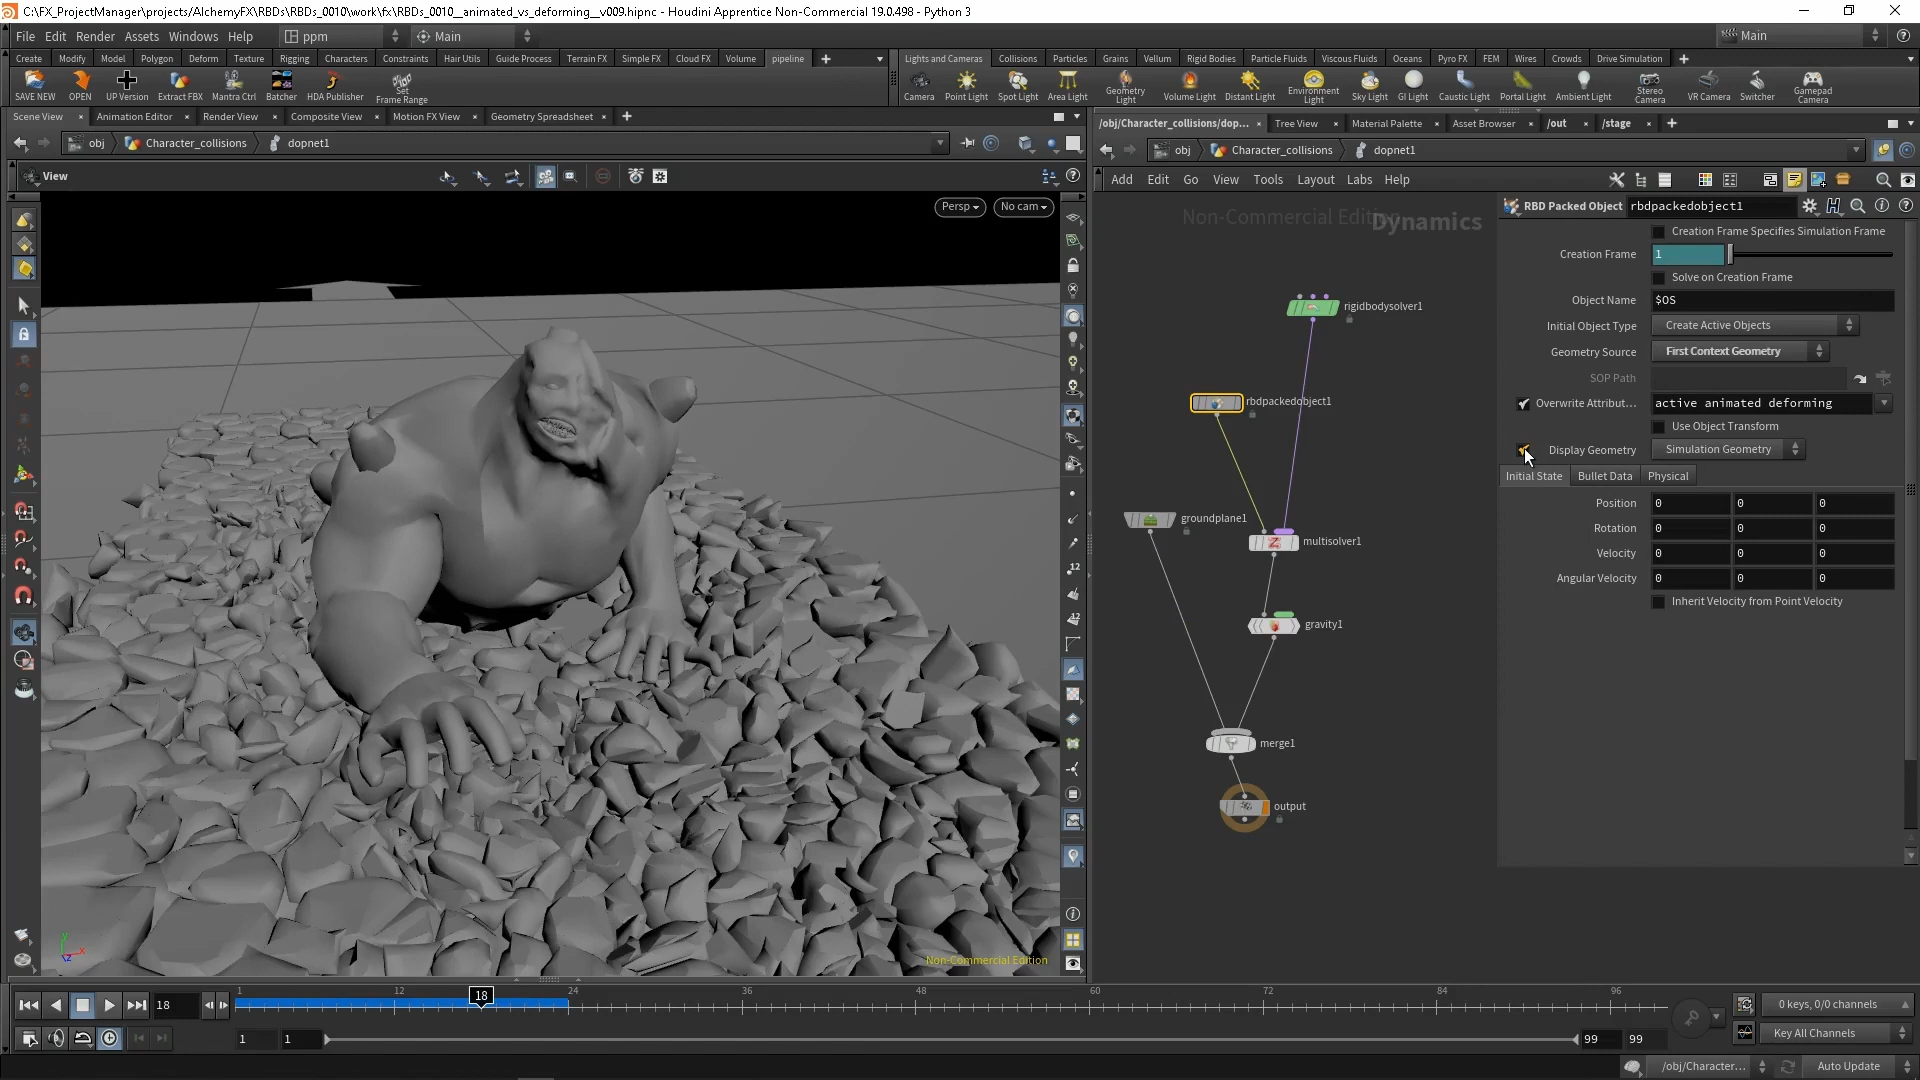 C:\FX_ProjectManager\projects\AlchemyFX\RBDs\RBDs_0010\work\fx\RBDs_0010__animated_vs_deforming__v009.hipnc - Houdini Apprentice Non-Commercial 19.0.498 - Python 3
File Edit Render Assets Windows Help ppm Main Main
Create Modify Model Polygon Deform Texture Rigging Characters Constraints Hair Utils Guide Process Terrain FX Simple FX Cloud FX Volume pipeline
Lights and Cameras Collisions Particles Grains Vellum Rigid Bodies Particle Fluids Viscous Fluids Oceans Pyro FX FEM Wires Crowds Drive Simulation
SAVE NEW OPEN UP Version Extract FBX Mantra Ctrl Batcher HDA Publisher Set Frame Range
Camera Point Light Spot Light Area Light Geometry Light Volume Light Distant Light Environment Light Sky Light GI Light Caustic Light Portal Light Ambient Light Stereo Camera VR Camera Switcher Gamepad Camera
Scene View Animation Editor Render View Composite View Motion FX View Geometry Spreadsheet
/obj/Character_collisions/dop... Tree View Material Palette Asset Browser /out /stage
obj Character_collisions dopnet1
obj Character_collisions dopnet1
View
Add Edit Go View Tools Layout Labs Help
Persp No cam
Non-Commercial Edition
Dynamics
RBD Packed Object rbdpackedobject1
Creation Frame Specifies Simulation Frame
Creation Frame 1
Solve on Creation Frame
Object Name $OS
Initial Object Type Create Active Objects
Geometry Source First Context Geometry
SOP Path
Overwrite Attribut... active animated deforming
Use Object Transform
Display Geometry Simulation Geometry
Initial State Bullet Data Physical
Position 0 0 0
Rotation 0 0 0
Velocity 0 0 0
Angular Velocity 0 0 0
Inherit Velocity from Point Velocity
rigidbodysolver1
rbdpackedobject1
groundplane1
multisolver1
gravity1
merge1
output
Non-Commercial Edition
y x z
18 1 12 18 24 36 48 60 72 84 96
0 keys, 0/0 channels
1 1 99 99
Key All Channels
/obj/Character... Auto Update